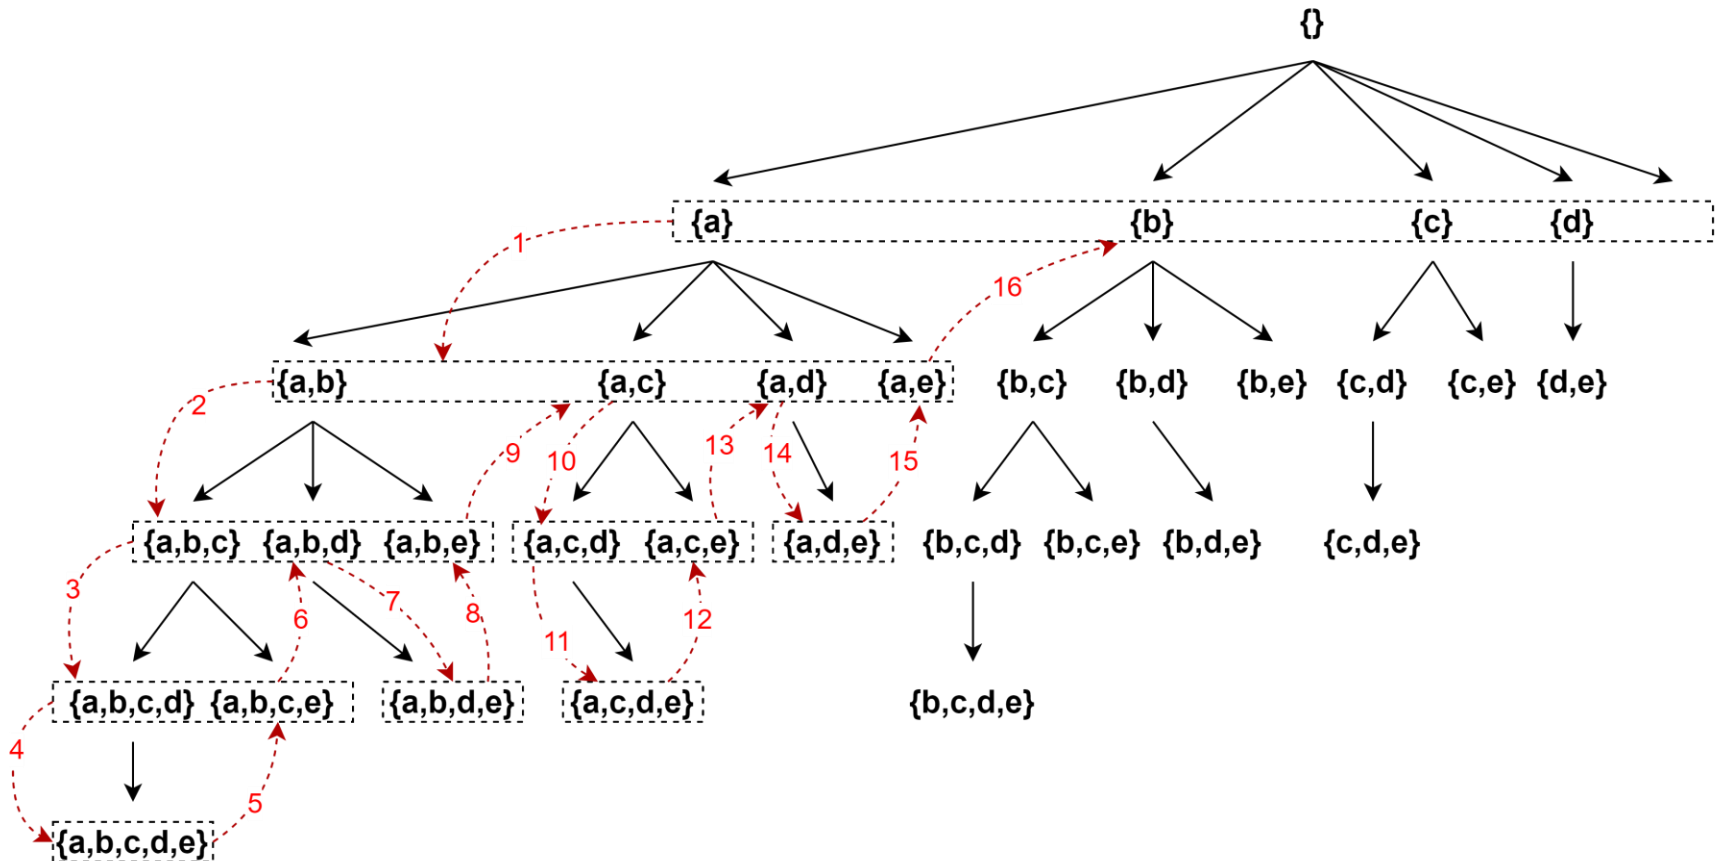 {}
{a} {b} {c} {d}
1
16
{a,b} {a,c} {a,d} {a,e} {b,c} {b,d} {b,e} {c,d} {c,e} {d,e}
2
9 10 13 14 15
{a,b,c} {a,b,d} {a,b,e} {a,c,d} {a,c,e} {a,d,e} {b,c,d} {b,c,e} {b,d,e} {c,d,e}
3 6 7 8 11 12
{a,b,c,d} {a,b,c,e} {a,b,d,e} {a,c,d,e} {b,c,d,e}
4
5
{a,b,c,d,e}